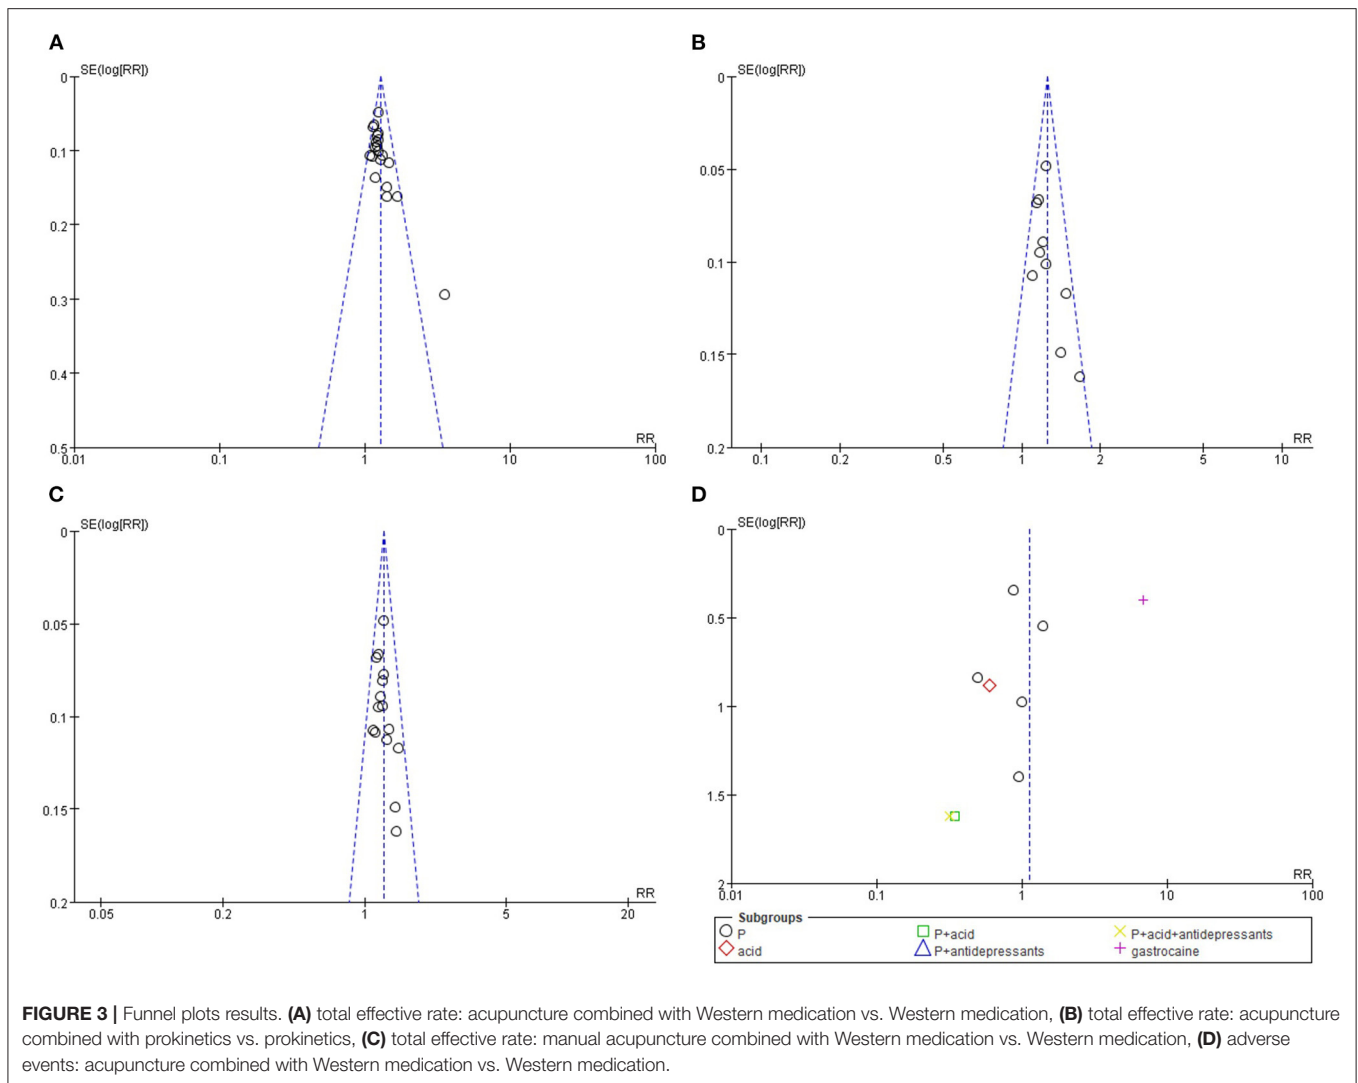 A
SE(log[RR])
0
0.1
0.2
0.3
0.4
0.5
RR
0.01 0.1 1 10 100
B
SE(log[RR])
0
0.05
0.1
0.15
0.2
RR
0.1 0.2 0.5 1 2 5 10
C
SE(log[RR])
0
0.05
0.1
0.15
0.2
RR
0.05 0.2 1 5 20
D
SE(log[RR])
0
0.5
1
1.5
2
RR
0.01 0.1 1 10 100
Subgroups
P P+acid P+acid+antidepressants
acid P+antidepressants gastrocaine
FIGURE 3 | Funnel plots results. (A) total effective rate: acupuncture combined with Western medication vs. Western medication, (B) total effective rate: acupuncture
combined with prokinetics vs. prokinetics, (C) total effective rate: manual acupuncture combined with Western medication vs. Western medication, (D) adverse
events: acupuncture combined with Western medication vs. Western medication.